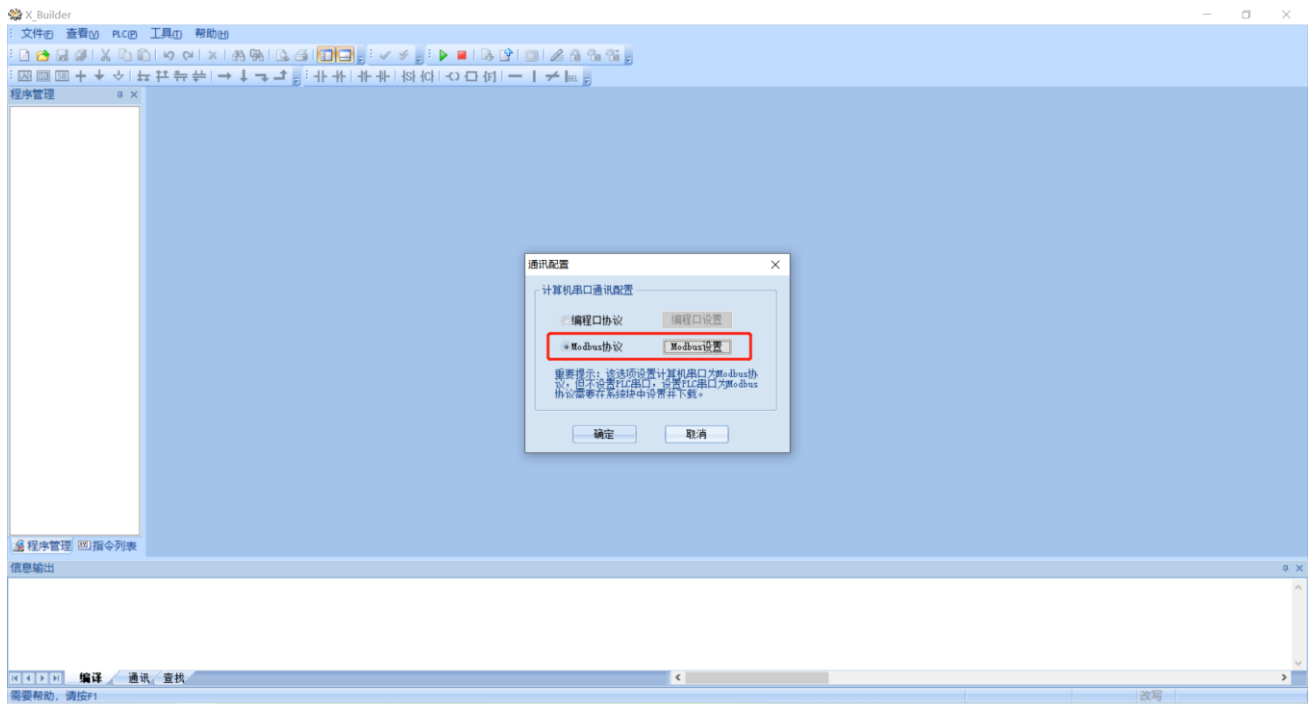 X_Builder
文件(F) 查看(V) PLC(P) 工具(T) 帮助(H)
程序管理
通讯配置
计算机串口通讯配置
编程口协议 编程口设置
Modbus协议 Modbus设置
重要提示：该选项设置计算机串口为Modbus协
议，但不设置PLC串口，设置PLC串口为Modbus
协议需要在系统块中设置并下载。
确定 取消
程序管理 指令列表
信息输出
编译 通讯 查找
需要帮助，请按F1 改写